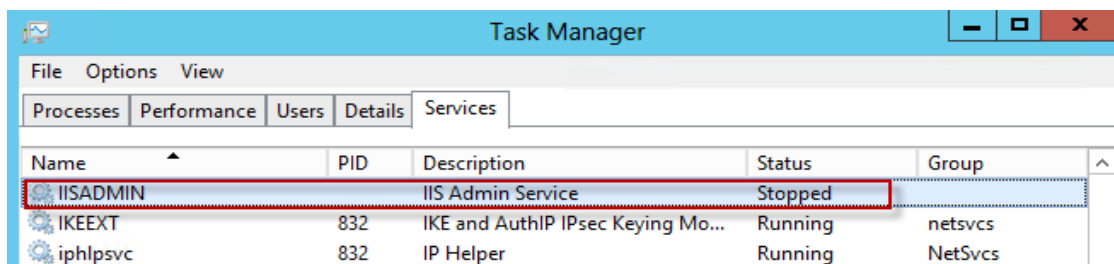 Task Manager
File Options View
Processes Performance Users Details Services
Name PID Description Status Group
IISADMIN IIS Admin Service Stopped
IKEEXT 832 IKE and AuthIP IPsec Keying Mo... Running netsvcs
iphlpsvc 832 IP Helper Running NetSvcs